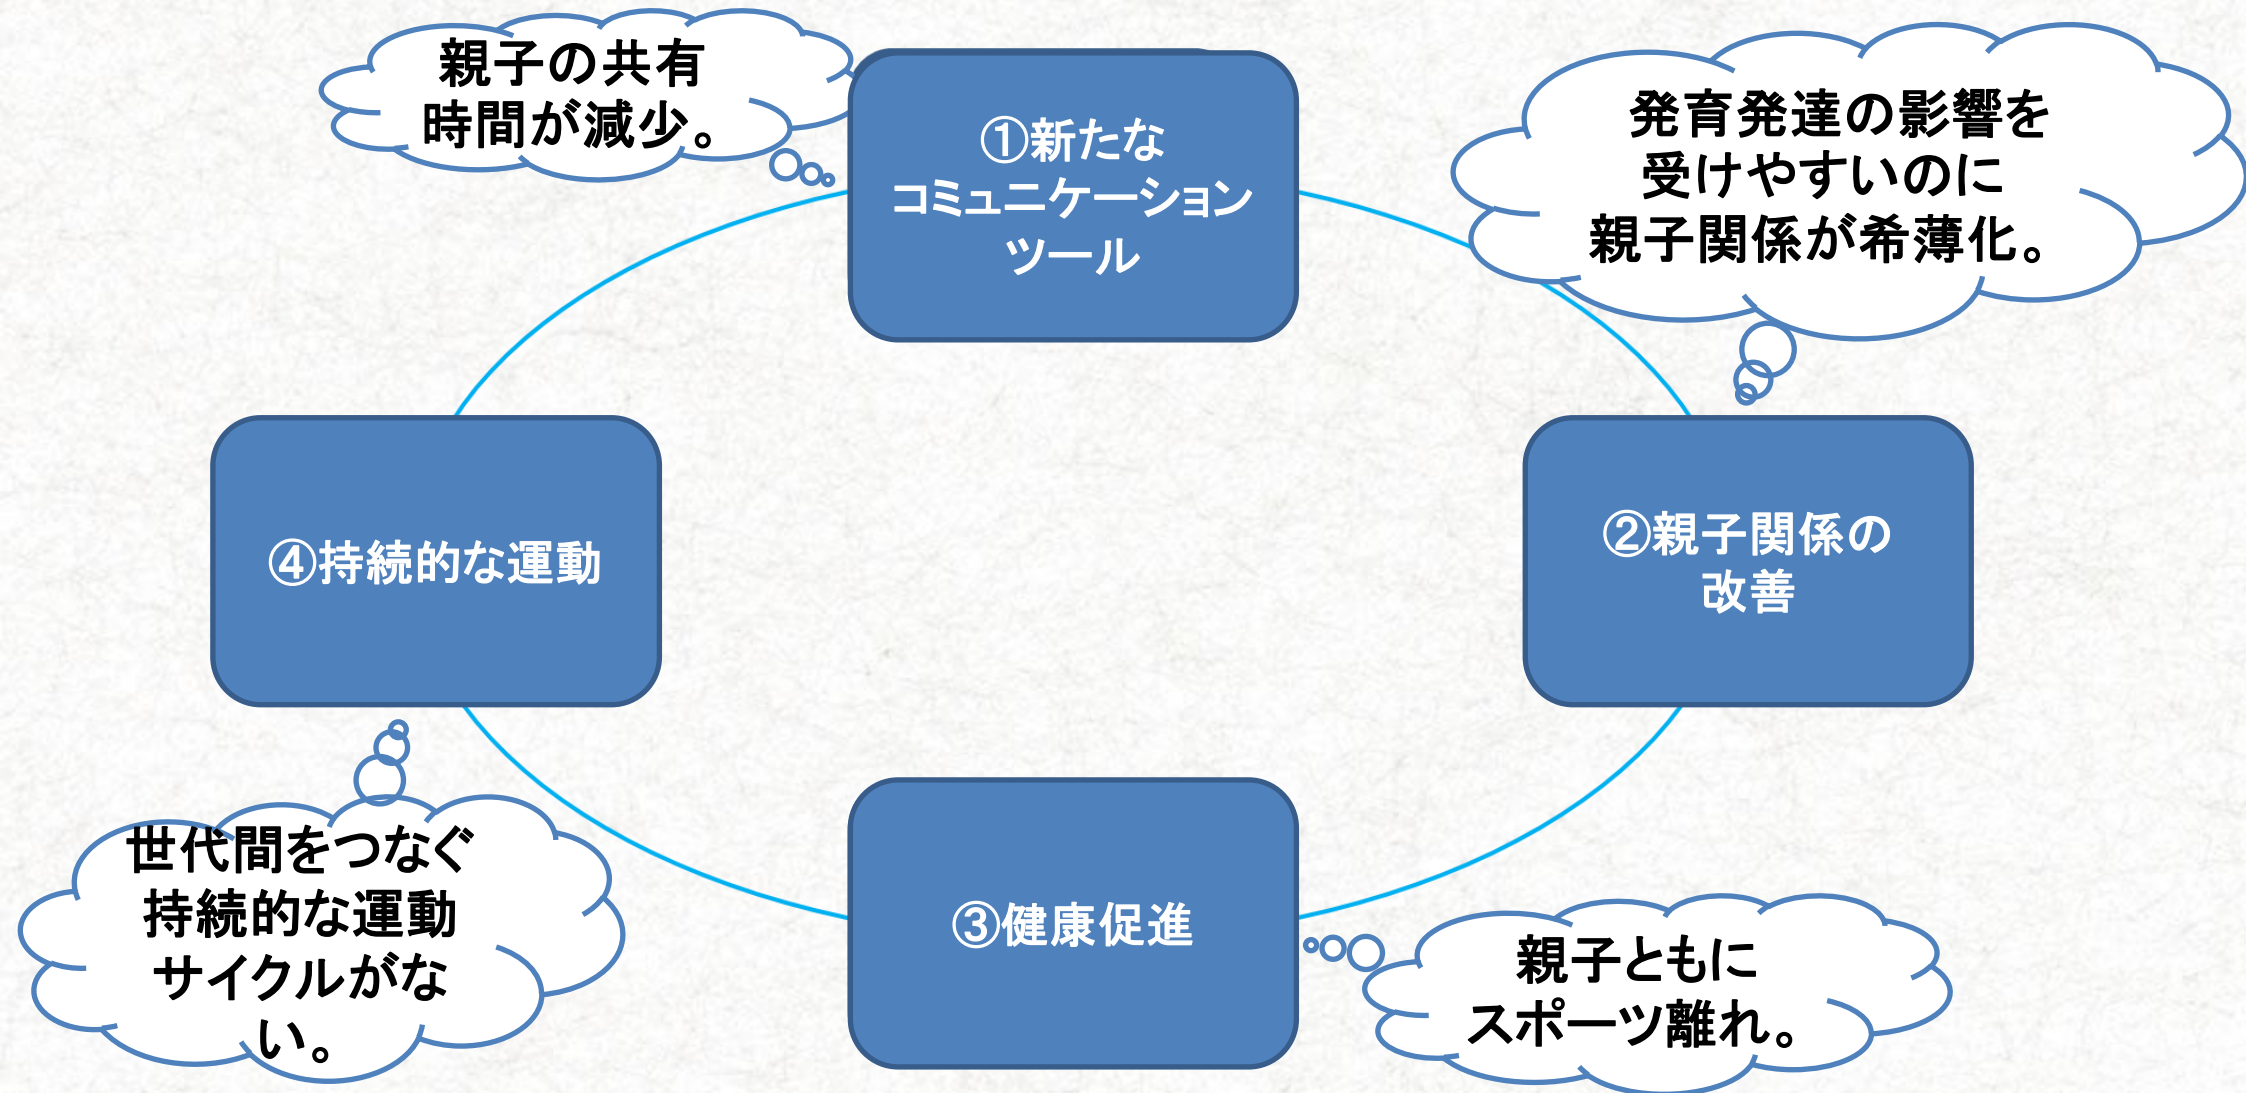 親子の共有
時間が減少。
①新たな
コミュニケーション
ツール
発育発達の影響を
受けやすいのに
親子関係が希薄化。
②親子関係の
改善
④持続的な運動
③健康促進
世代間をつなぐ
持続的な運動
サイクルがな
い。
親子ともに
スポーツ離れ。